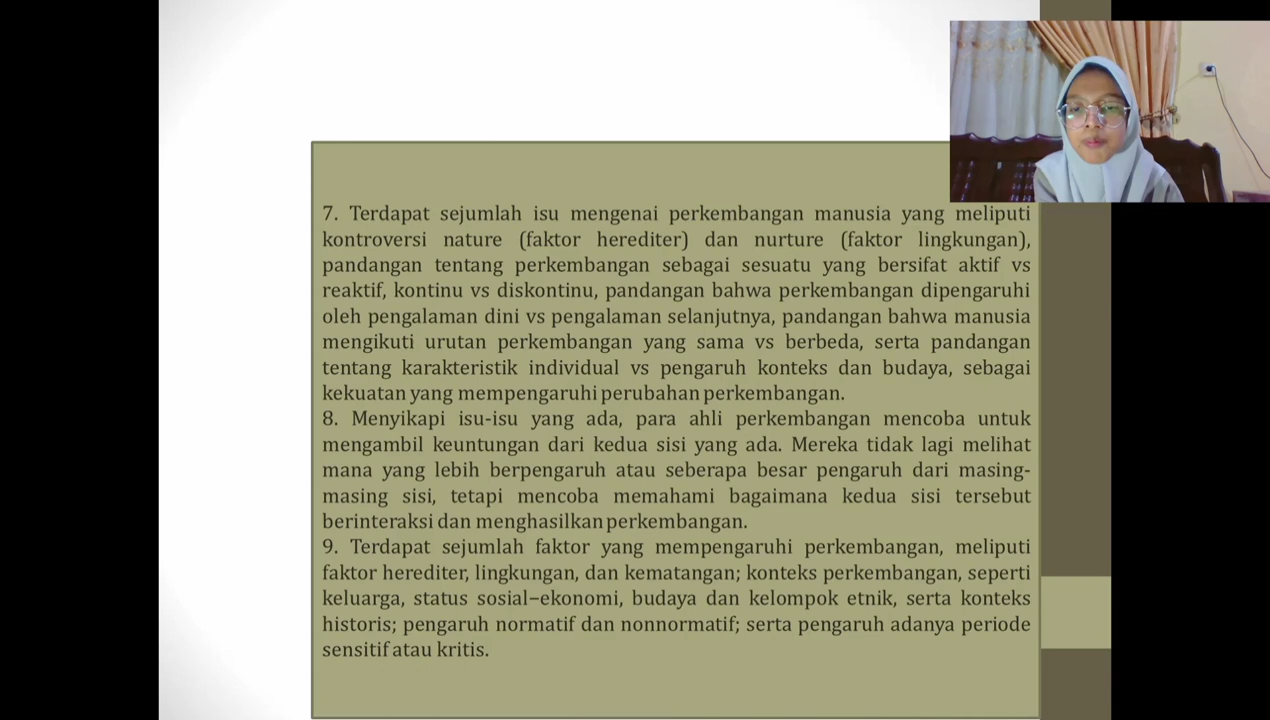 7. Terdapat sejumlah isu mengenai perkembangan manusia yang meliputi
kontroversi nature (faktor herediter) dan nurture (faktor lingkungan),
pandangan tentang perkembangan sebagai sesuatu yang bersifat aktif vs
reaktif, kontinu vs diskontinu, pandangan bahwa perkembangan dipengaruhi
oleh pengalaman dini vs pengalaman selanjutnya, pandangan bahwa manusia
mengikuti urutan perkembangan yang sama vs berbeda, serta pandangan
tentang karakteristik individual vs pengaruh konteks dan budaya, sebagai
kekuatan yang mempengaruhi perubahan perkembangan.
8. Menyikapi isu-isu yang ada, para ahli perkembangan mencoba untuk
mengambil keuntungan dari kedua sisi yang ada. Mereka tidak lagi melihat
mana yang lebih berpengaruh atau seberapa besar pengaruh dari masing-
masing sisi, tetapi mencoba memahami bagaimana kedua sisi tersebut
berinteraksi dan menghasilkan perkembangan.
9. Terdapat sejumlah faktor yang mempengaruhi perkembangan, meliputi
faktor herediter, lingkungan, dan kematangan; konteks perkembangan, seperti
keluarga, status sosial–ekonomi, budaya dan kelompok etnik, serta konteks
historis; pengaruh normatif dan nonnormatif; serta pengaruh adanya periode
sensitif atau kritis.